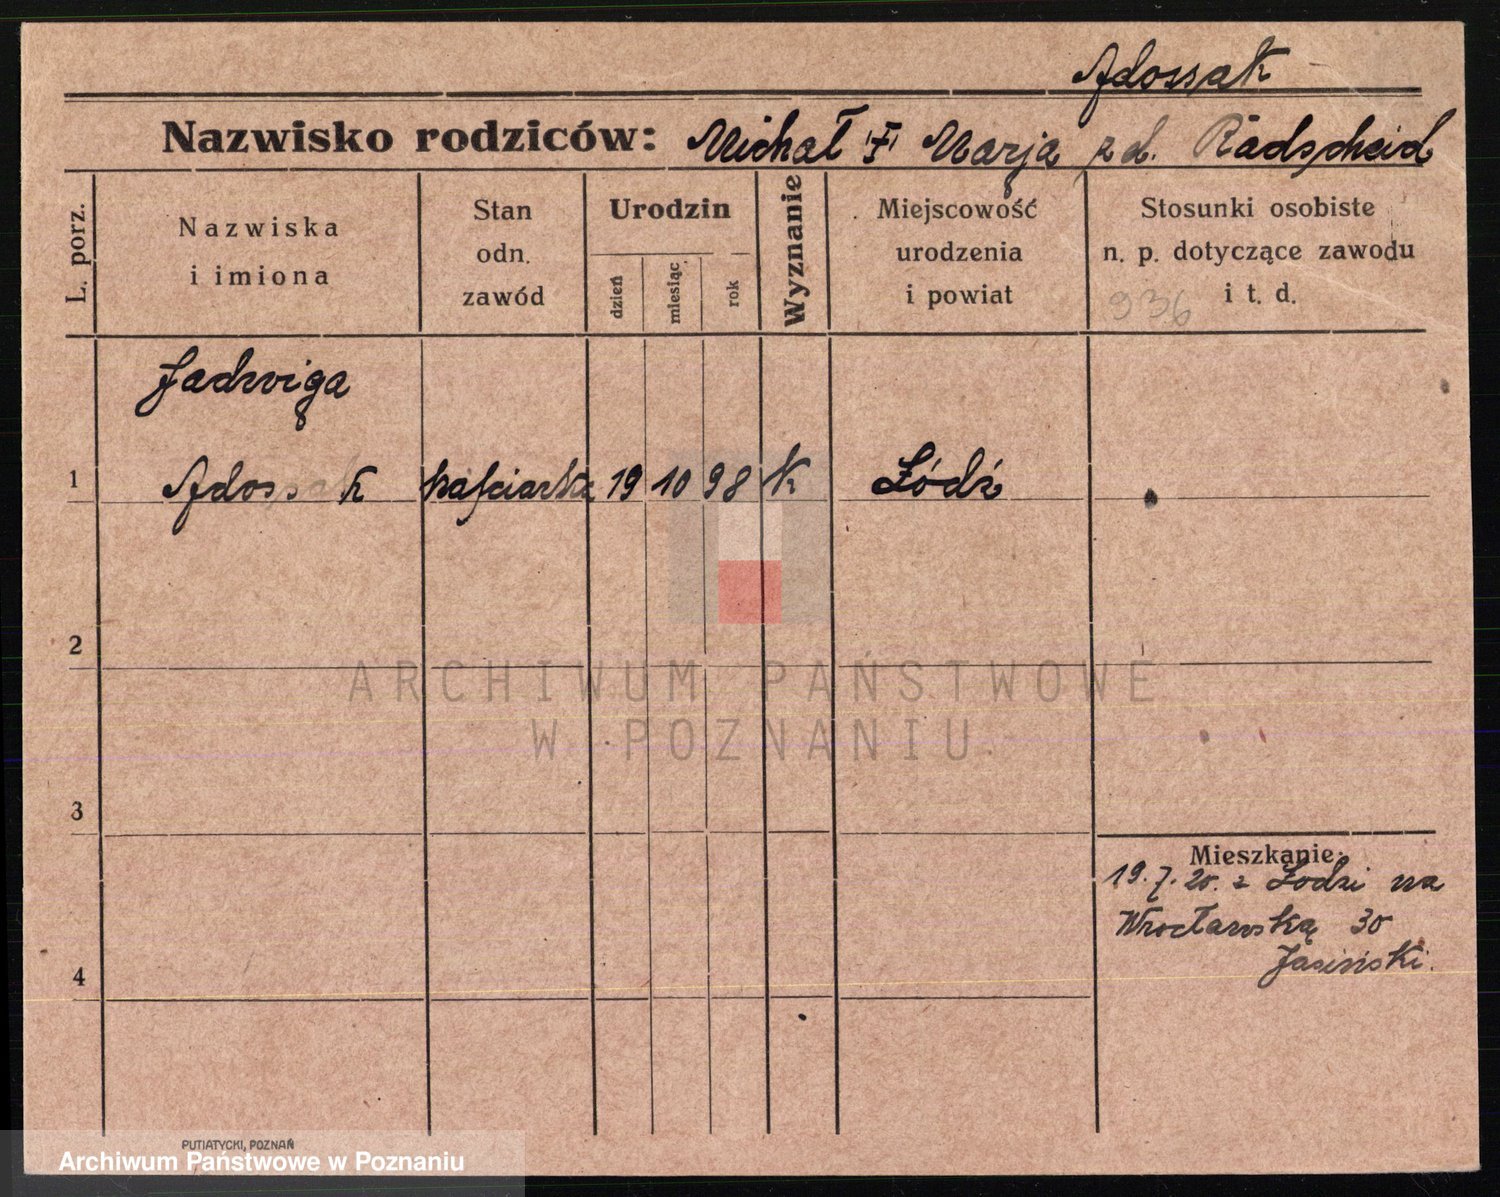 Adossak
Nazwisko rodziców: Michał i Marja z d. Rädscheid
L. porz.
Nazwiska
i imiona
Stan
odn.
zawód
Urodzin
dzień
miesiąc
rok
Wyznanie
Miejscowość
urodzenia
i powiat
Stosunki osobiste
n. p. dotyczące zawodu
i t. d.
936
Jadwiga
1 Adossak hafciarka 19 10 98 k Łódź
2
3
4
Mieszkanie:
19. 7. 20. z Łodzi na
Wrocławską 30
Jasiński.
ARCHIWUM PAŃSTWOWE
W POZNANIU
PUTIATYCKI, POZNAŃ
Archiwum Państwowe w Poznaniu